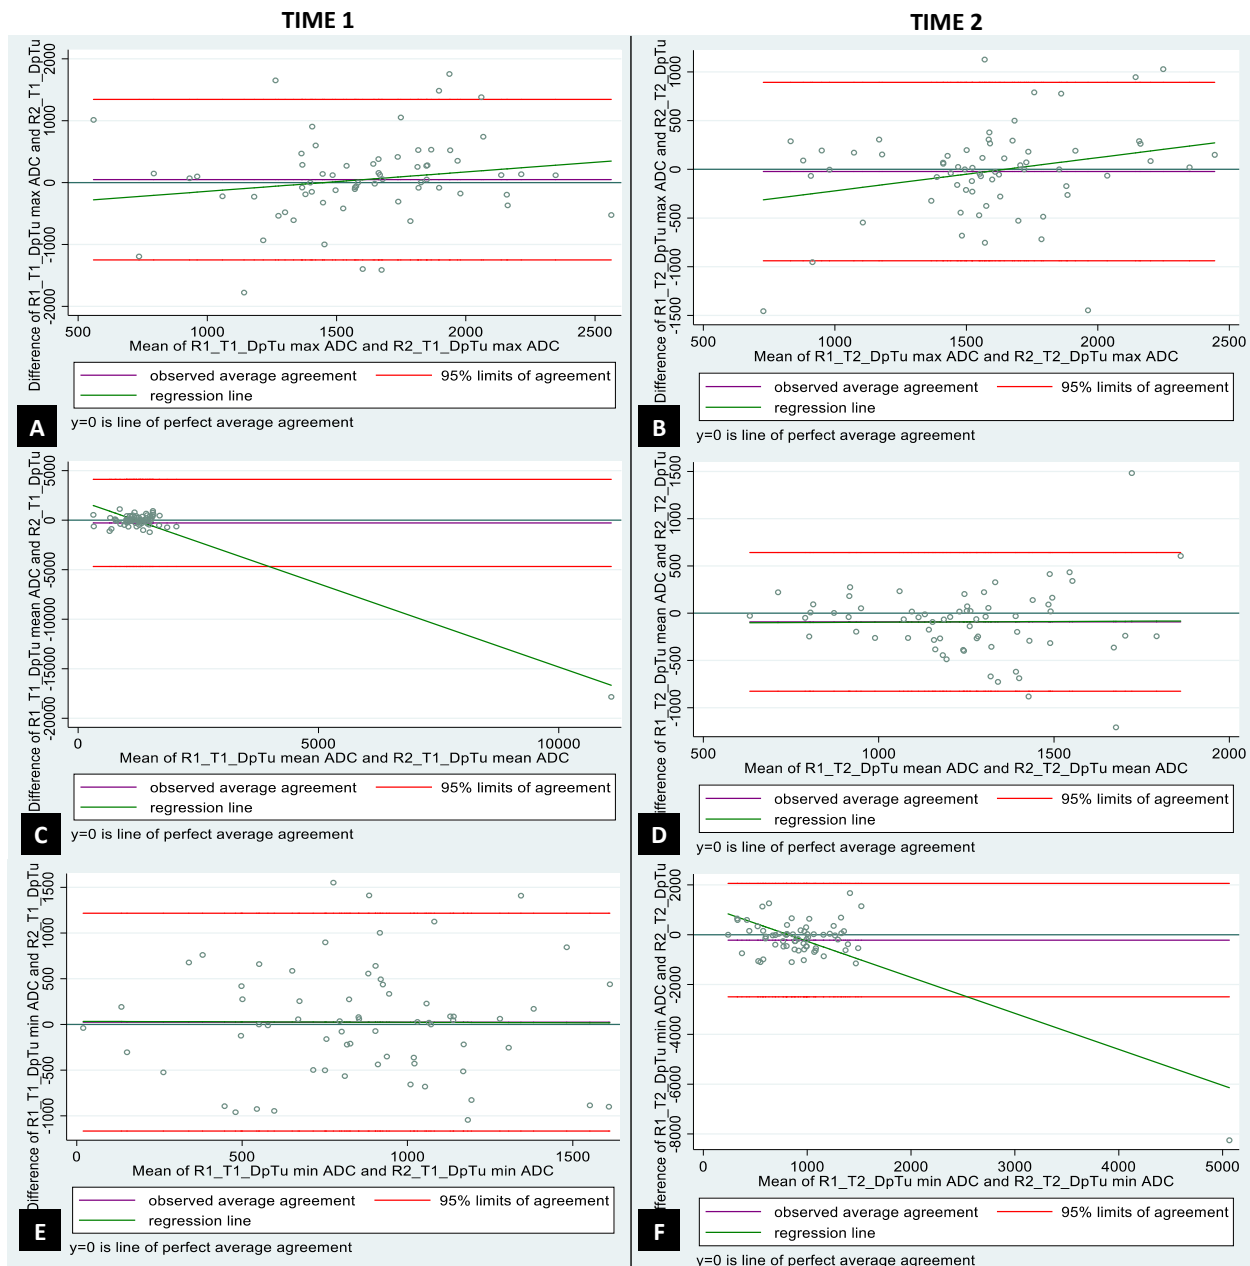 TIME 1
TIME 2
Difference of R1_T1_DpTu max ADC and R2_T1_DpTu
2000
1000
0
-1000
-2000
500
1000
1500
2000
2500
Mean of R1_T1_DpTu max ADC and R2_T1_DpTu max ADC
observed average agreement
95% limits of agreement
regression line
A
y=0 is line of perfect average agreement
Difference of R1_T2_DpTu max ADC and R2_T2_DpTu
1000
500
0
-500
-1000
-1500
500
1000
1500
2000
2500
Mean of R1_T2_DpTu max ADC and R2_T2_DpTu max ADC
observed average agreement
95% limits of agreement
regression line
B
y=0 is line of perfect average agreement
Difference of R1_T1_DpTu mean ADC and R2_T1_DpTu
5000
0
-5000
-10000
-15000
-20000
0
5000
10000
Mean of R1_T1_DpTu mean ADC and R2_T1_DpTu mean ADC
observed average agreement
95% limits of agreement
regression line
C
y=0 is line of perfect average agreement
Difference of R1_T2_DpTu mean ADC and R2_T2_DpTu
1500
1000
500
0
-500
-1000
500
1000
1500
2000
Mean of R1_T2_DpTu mean ADC and R2_T2_DpTu mean ADC
observed average agreement
95% limits of agreement
regression line
D
y=0 is line of perfect average agreement
Difference of R1_T1_DpTu min ADC and R2_T1_DpTu
1500
1000
500
0
-500
-1000
0
500
1000
1500
Mean of R1_T1_DpTu min ADC and R2_T1_DpTu min ADC
observed average agreement
95% limits of agreement
regression line
E
y=0 is line of perfect average agreement
ifference of R1_T2_DpTu min ADC and R2_T2_DpTu
2000
0
-2000
-4000
-6000
-8000
0
1000
2000
3000
4000
5000
Mean of R1_T2_DpTu min ADC and R2_T2_DpTu min ADC
observed average agreement
95% limits of agreement
regression line
F
y=0 is line of perfect average agreement